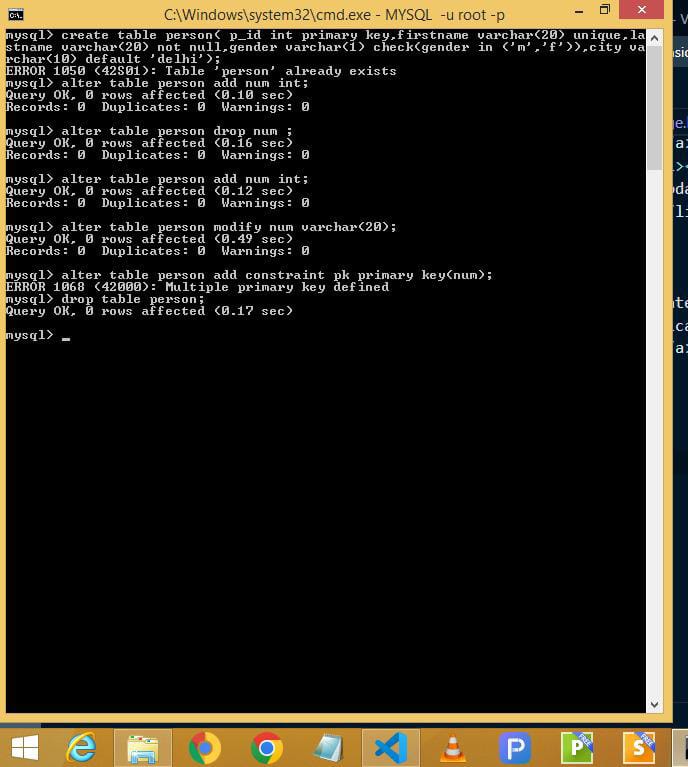 C:\Windows\system32\cmd.exe - MYSQL -u root -p
mysql> create table person( p_id int primary key,firstname varchar(20) unique,la
stname varchar(20) not null,gender varchar(1) check(gender in ('m','f')),city va
rchar(10) default 'delhi');
ERROR 1050 (42S01): Table 'person' already exists
mysql> alter table person add num int;
Query OK, 0 rows affected (0.10 sec)
Records: 0  Duplicates: 0  Warnings: 0
mysql> alter table person drop num ;
Query OK, 0 rows affected (0.16 sec)
Records: 0  Duplicates: 0  Warnings: 0
mysql> alter table person add num int;
Query OK, 0 rows affected (0.12 sec)
Records: 0  Duplicates: 0  Warnings: 0
mysql> alter table person modify num varchar(20);
Query OK, 0 rows affected (0.49 sec)
Records: 0  Duplicates: 0  Warnings: 0
mysql> alter table person add constraint pk primary key(num);
ERROR 1068 (42000): Multiple primary key defined
mysql> drop table person;
Query OK, 0 rows affected (0.17 sec)
mysql> _
P
P FREE
S FREE